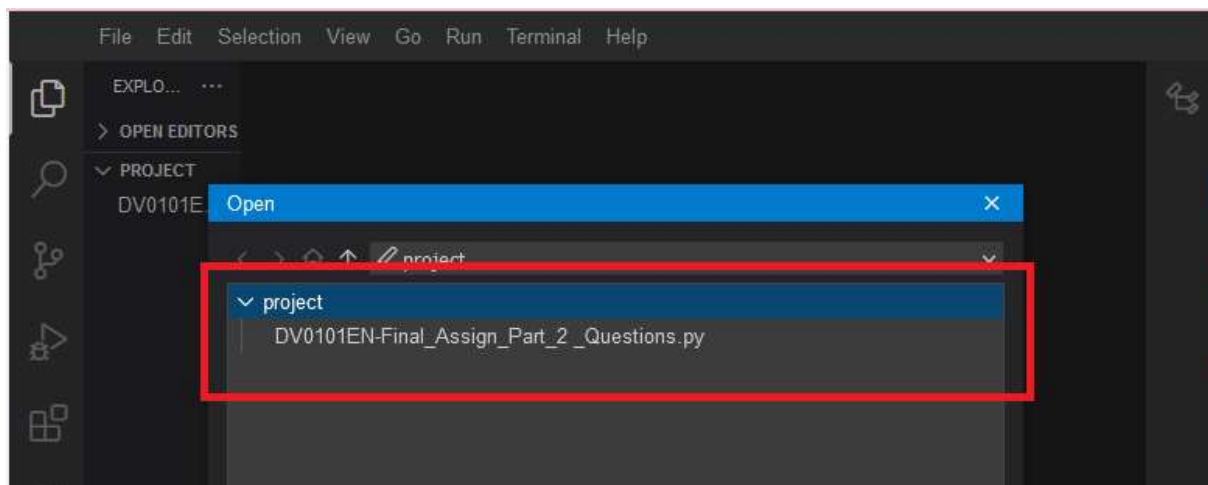 File Edit Selection View Go Run Terminal Help
EXPLO... ...
OPEN EDITORS
PROJECT
DV0101E
Open
project
project
DV0101EN-Final_Assign_Part_2 _Questions.py